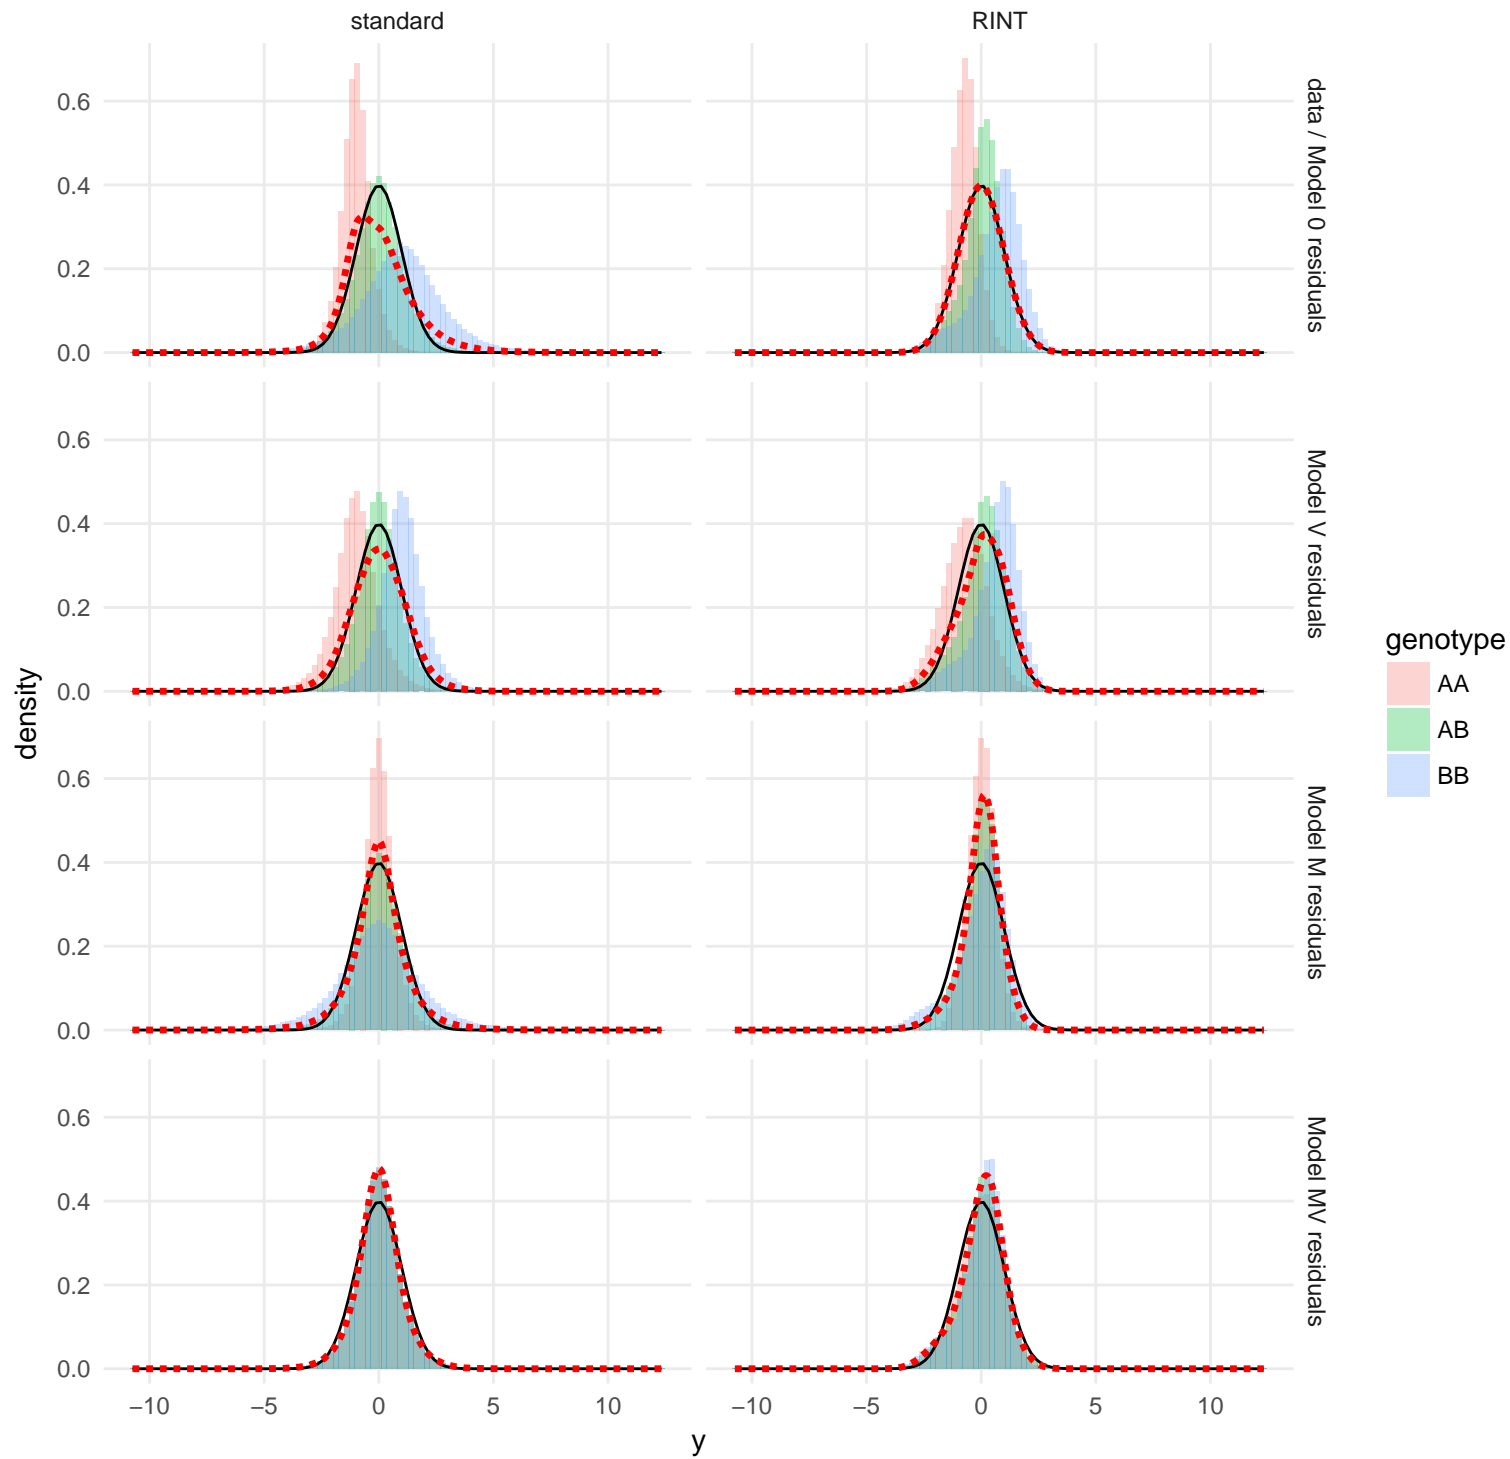 standard
RINT
0.6
0.4
0.2
0.0
data / Model 0 residuals
0.6
0.4
0.2
0.0
Model V residuals
0.6
0.4
0.2
0.0
Model M residuals
0.6
0.4
0.2
0.0
Model MV residuals
−10
−5
0
5
10
−10
−5
0
5
10
y
density
genotype
AA
AB
BB